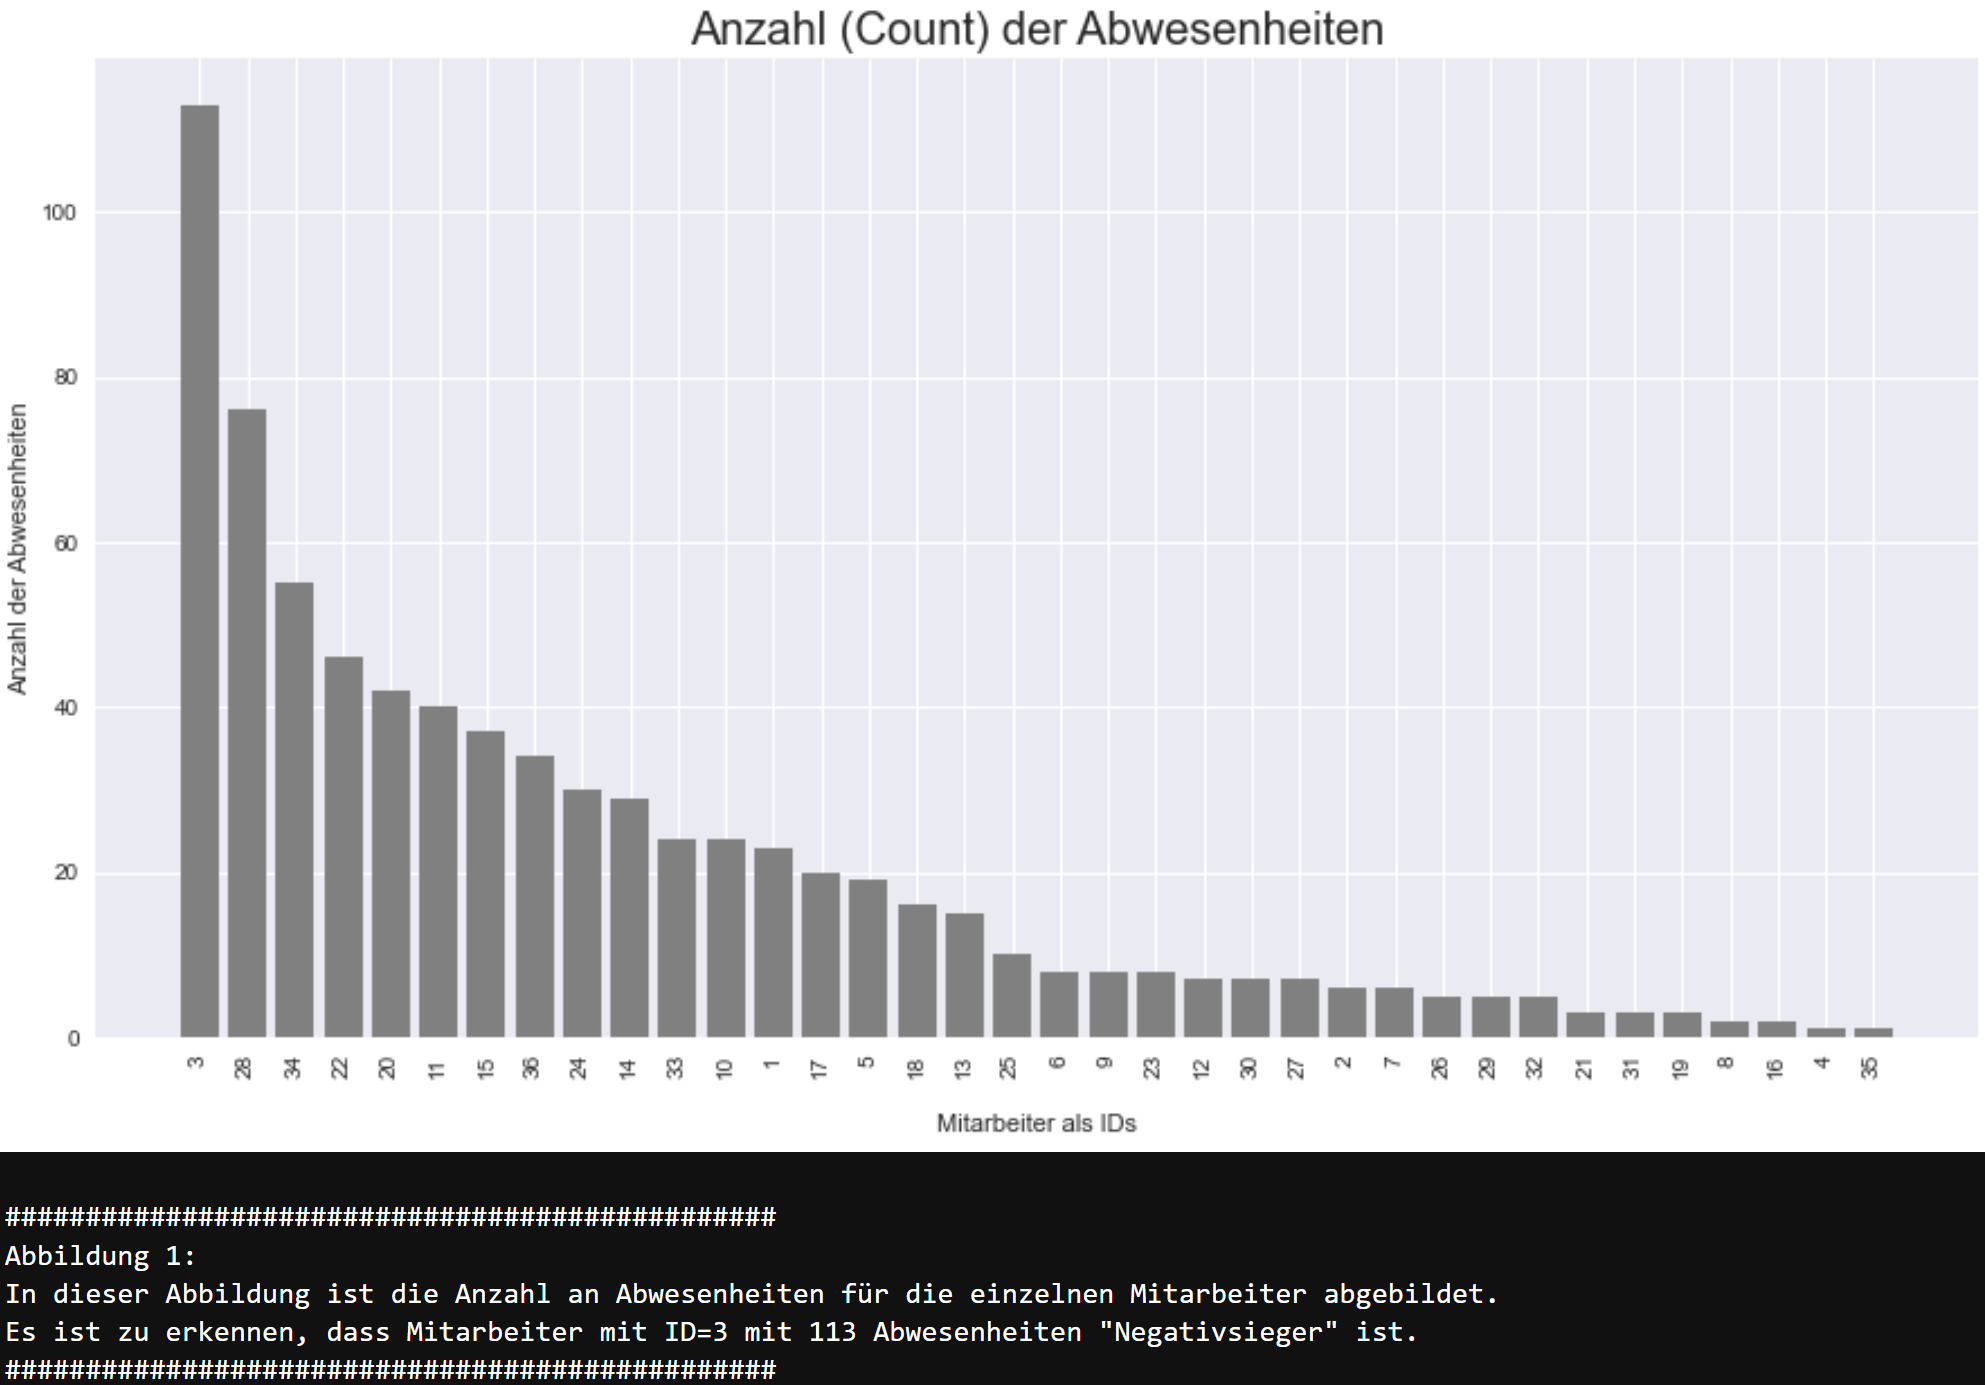 Anzahl (Count) der Abwesenheiten
Anzahl der Abwesenheiten
100
80
60
40
20
0
3 28 34 22 20 11 15 36 24 14 33 10 1 17 5 18 13 25 6 9 23 12 30 27 2 7 26 29 32 21 31 19 8 16 4 35
Mitarbeiter als IDs
################################################
Abbildung 1:
In dieser Abbildung ist die Anzahl an Abwesenheiten für die einzelnen Mitarbeiter abgebildet.
Es ist zu erkennen, dass Mitarbeiter mit ID=3 mit 113 Abwesenheiten "Negativsieger" ist.
################################################